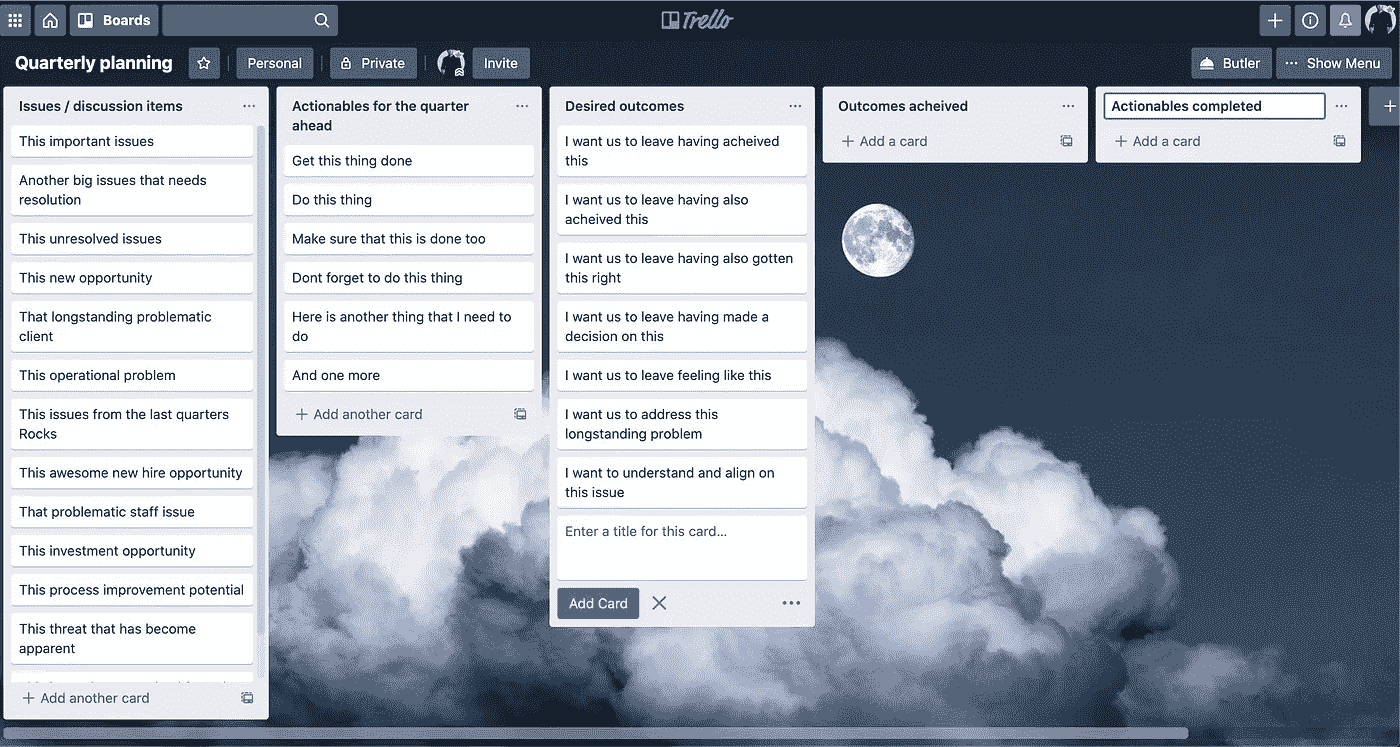 Boards
Trello
Quarterly planning
Personal
Private
Invite
Butler
... Show Menu
Issues / discussion items
This important issues
Another big issues that needs
resolution
This unresolved issues
This new opportunity
That longstanding problematic
client
This operational problem
This issues from the last quarters
Rocks
This awesome new hire opportunity
That problematic staff issue
This investment opportunity
This process improvement potential
This threat that has become
apparent
+ Add another card
Actionables for the quarter
ahead
Get this thing done
Do this thing
Make sure that this is done too
Dont forget to do this thing
Here is another thing that I need to
do
And one more
+ Add another card
Desired outcomes
I want us to leave having acheived
this
I want us to leave having also
acheived this
I want us to leave having also gotten
this right
I want us to leave having made a
decision on this
I want us to leave feeling like this
I want us to address this
longstanding problem
I want to understand and align on
this issue
Enter a title for this card...
Add Card
Outcomes acheived
+ Add a card
Actionables completed
+ Add a card